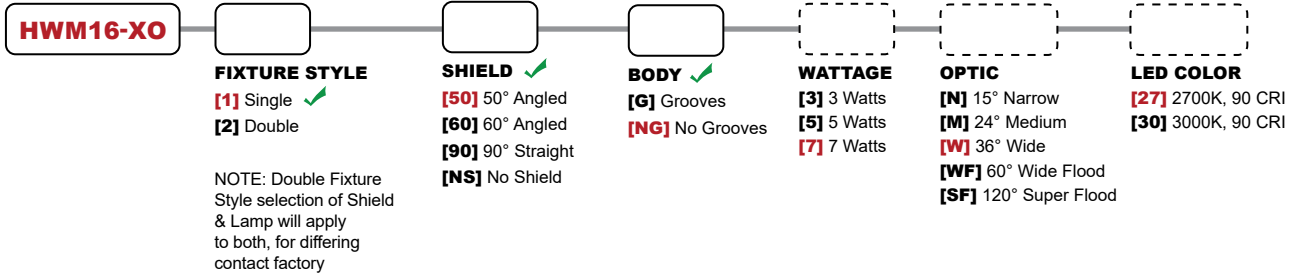 HWM16-XO
FIXTURE STYLE
[1] Single
[2] Double
NOTE: Double Fixture
Style selection of Shield
& Lamp will apply
to both, for differing
contact factory
SHIELD
[50] 50° Angled
[60] 60° Angled
[90] 90° Straight
[NS] No Shield
BODY
[G] Grooves
[NG] No Grooves
WATTAGE
[3] 3 Watts
[5] 5 Watts
[7] 7 Watts
OPTIC
[N] 15° Narrow
[M] 24° Medium
[W] 36° Wide
[WF] 60° Wide Flood
[SF] 120° Super Flood
LED COLOR
[27] 2700K, 90 CRI
[30] 3000K, 90 CRI